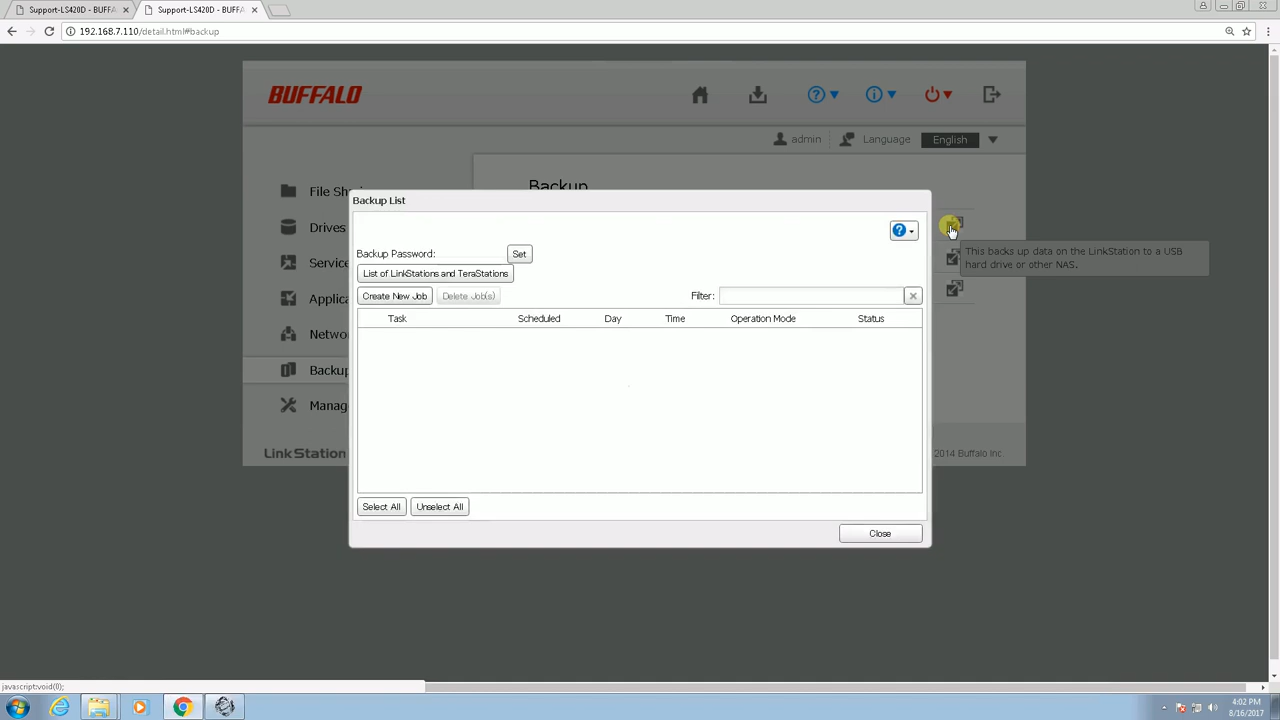 Support-LS420D - BUFFA
Support-LS420D - BUFFA
192.168.7.110/detail.html#backup
BUFFALO
admin
Language
English
Backup
File Sh
Drives
Service
Applica
Netwo
Backup
Manag
LinkStation
2014 Buffalo Inc.
Backup List
Backup Password:
Set
List of LinkStations and TeraStations
Create New Job
Delete Job(s)
Filter:
Task
Scheduled
Day
Time
Operation Mode
Status
Select All
Unselect All
Close
This backs up data on the LinkStation to a USB
hard drive or other NAS.
javascript:void(0);
4:02 PM
8/16/2017